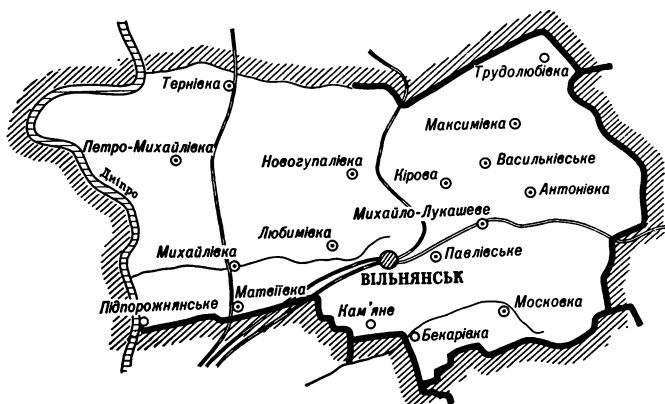 Трудолюбівка
Тернівка
Максимівка
Петро-Михайлівка
Новогупалівка
Васильківське
Кірова
Антонівка
Дніпро
Михайло-Лукашеве
Любимівка
Михайлівка
Павлівське
ВІЛЬНЯНСЬК
Матвіївка
Підпорожнянське
Кам'яне
Московка
Бекарівка